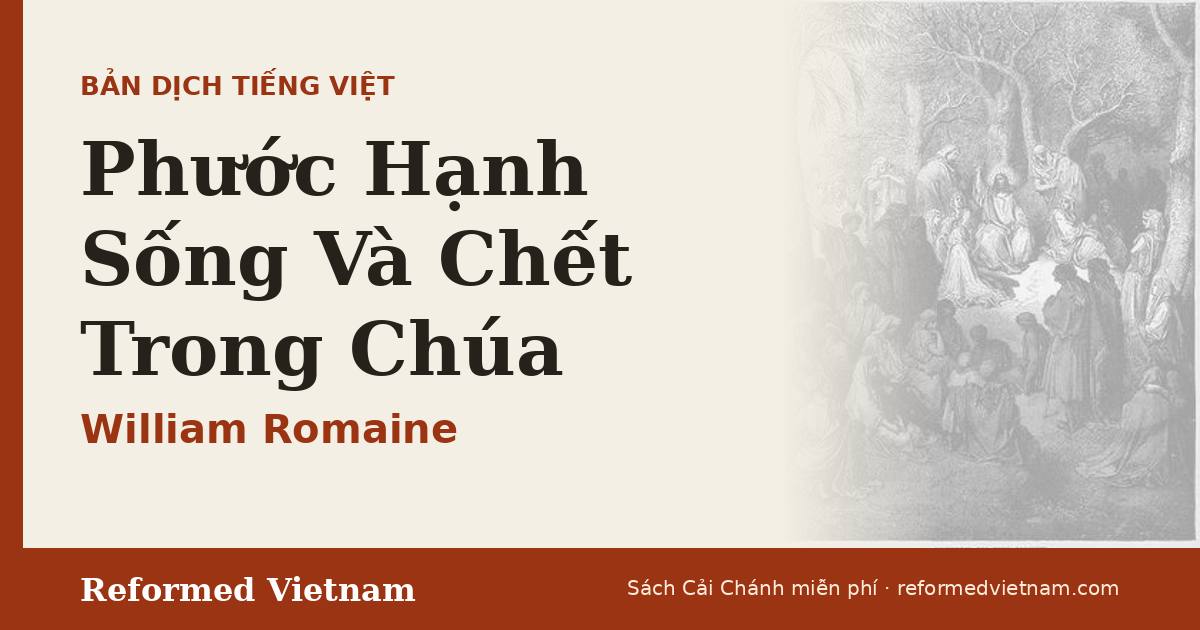 BẢN DỊCH TIẾNG VIỆT
Phước Hạnh
Sống Và Chết
Trong Chúa
William Romaine
Reformed Vietnam
Sách Cải Chánh miễn phí · reformedvietnam.com